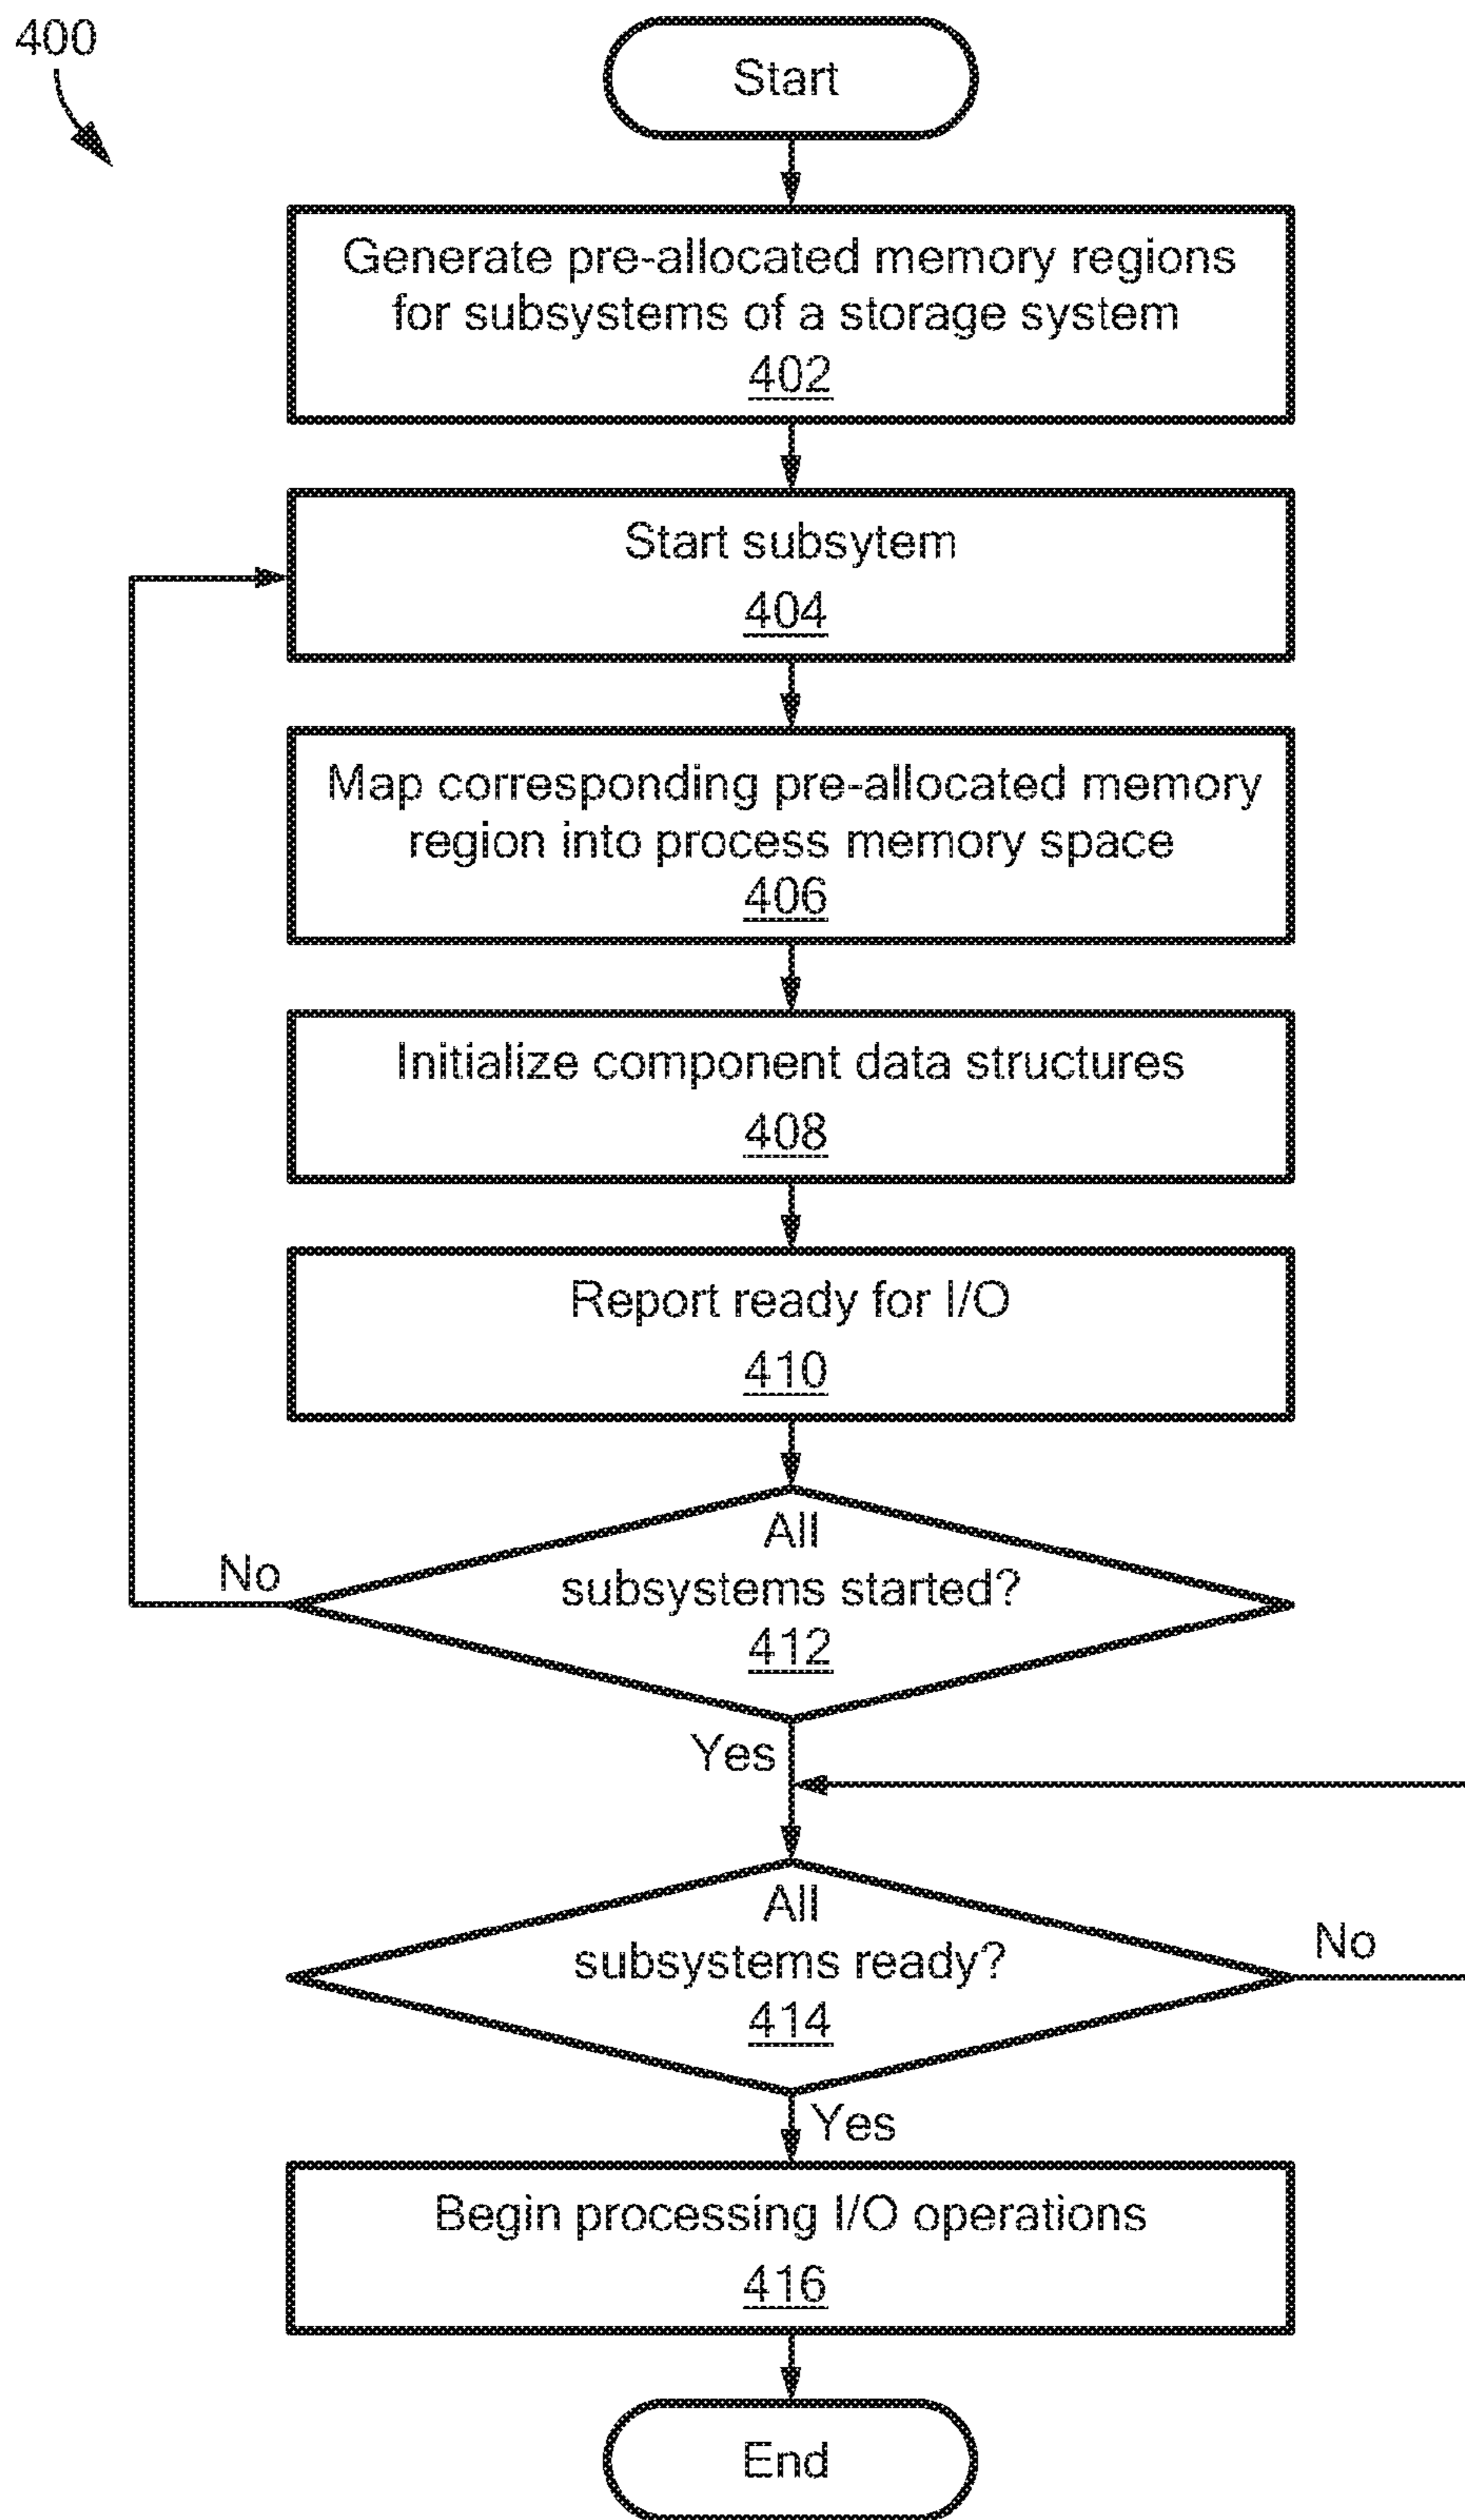 400
Start
Generate pre-allocated memory regions
for subsystems of a storage system
402
Start subsytem
404
Map corresponding pre-allocated memory
region into process memory space
406
Initialize component data structures
408
Report ready for I/O
410
All
subsystems started?
412
No
Yes
All
subsystems ready?
414
No
Yes
Begin processing I/O operations
416
End